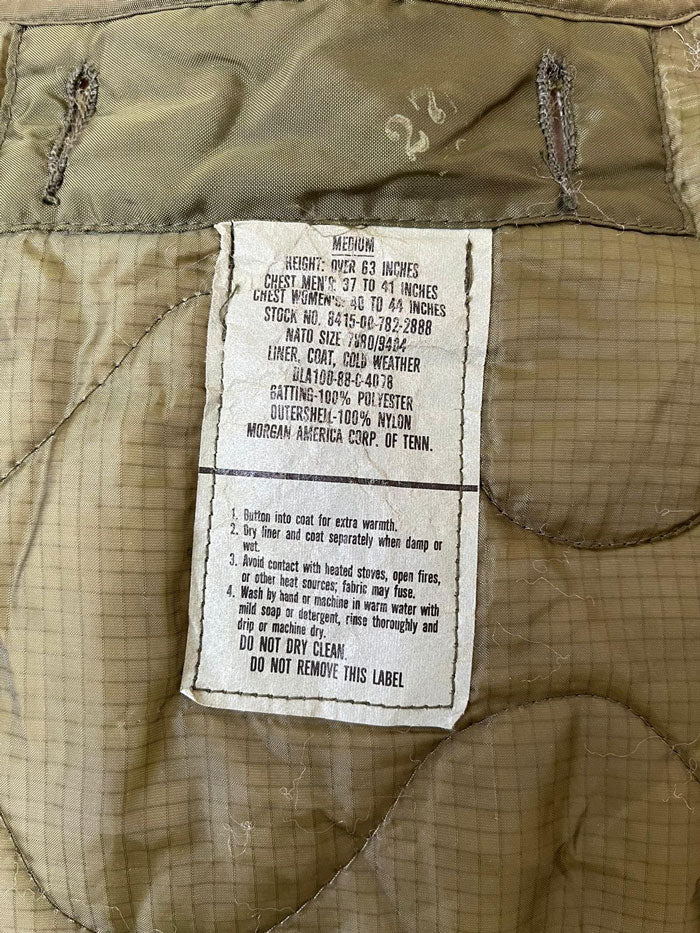 27
MEDIUM
HEIGHT: OVER 63 INCHES
CHEST MEN'S: 37 TO 41 INCHES
CHEST WOMEN'S: 40 TO 44 INCHES
STOCK NO. 8415-00-782-2888
NATO SIZE 7980/9404
LINER, COAT, COLD WEATHER
DLA100-88-C-4078
BATTING-100% POLYESTER
OUTERSHELL-100% NYLON
MORGAN AMERICA CORP. OF TENN.
1. Button into coat for extra warmth.
2. Dry liner and coat separately when damp or
wet.
3. Avoid contact with heated stoves, open fires,
or other heat sources; fabric may fuse.
4. Wash by hand or machine in warm water with
mild soap or detergent, rinse thoroughly and
drip or machine dry.
DO NOT DRY CLEAN.
DO NOT REMOVE THIS LABEL